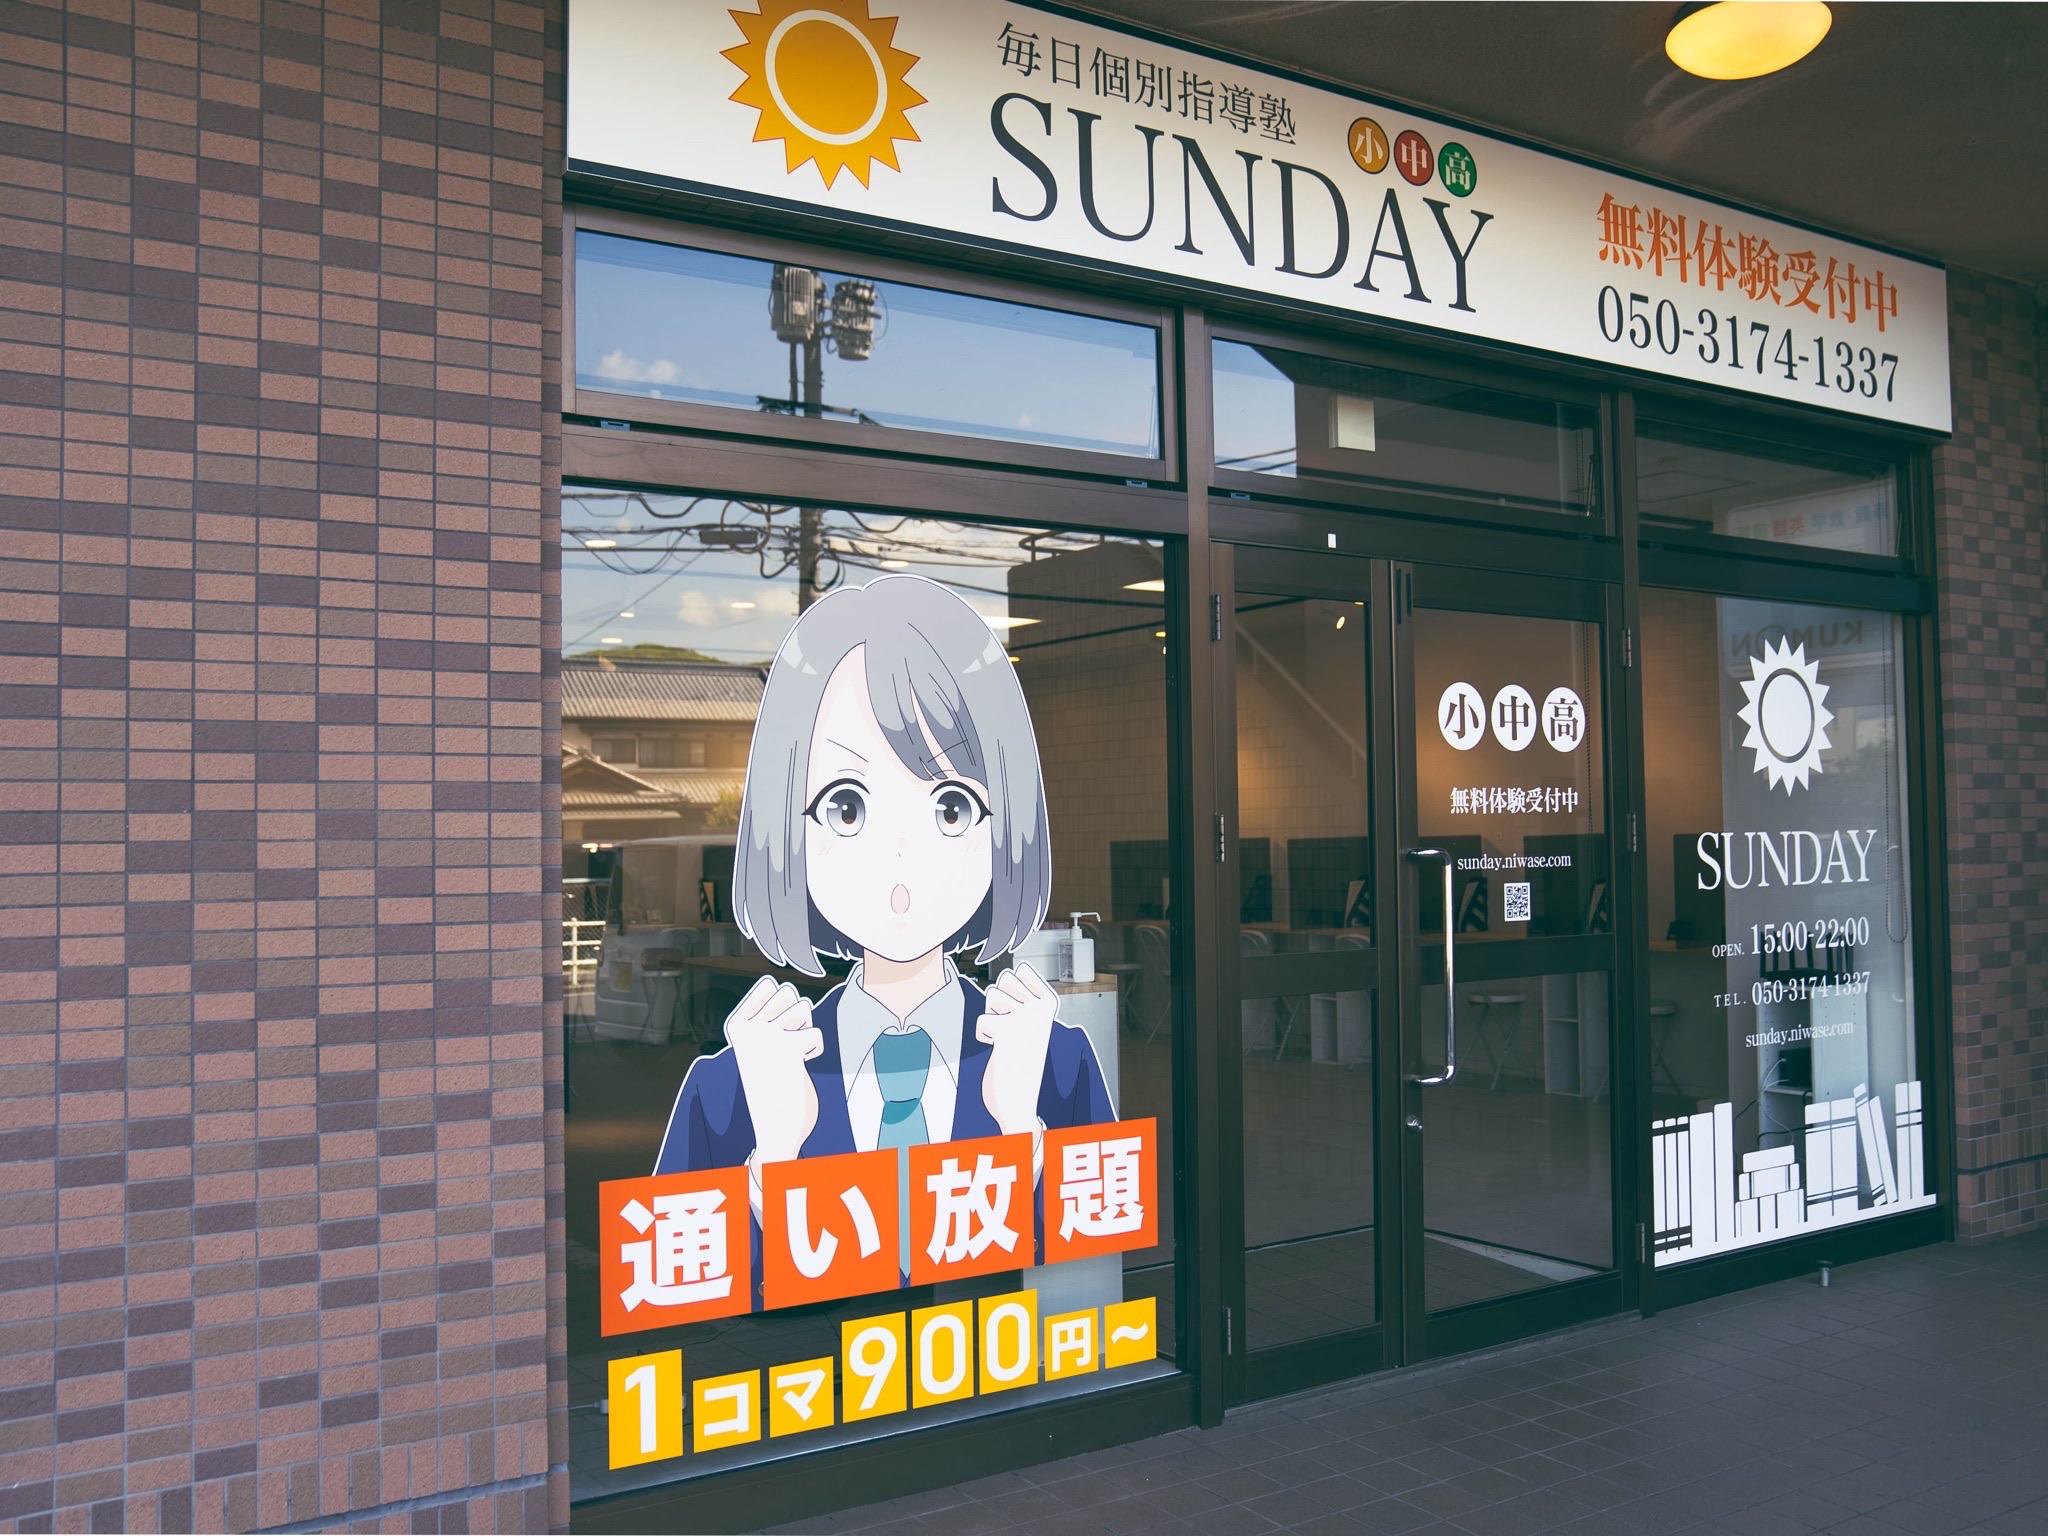 毎日個別指導塾
小中高
SUNDAY
無料体験受付中
050-3174-1337
小中高
無料体験受付中
sunday.niwase.com
SUNDAY
OPEN. 15:00-22:00
TEL. 050-3174-1337
sunday.niwase.com
通い放題
1コマ900円〜
KUMON